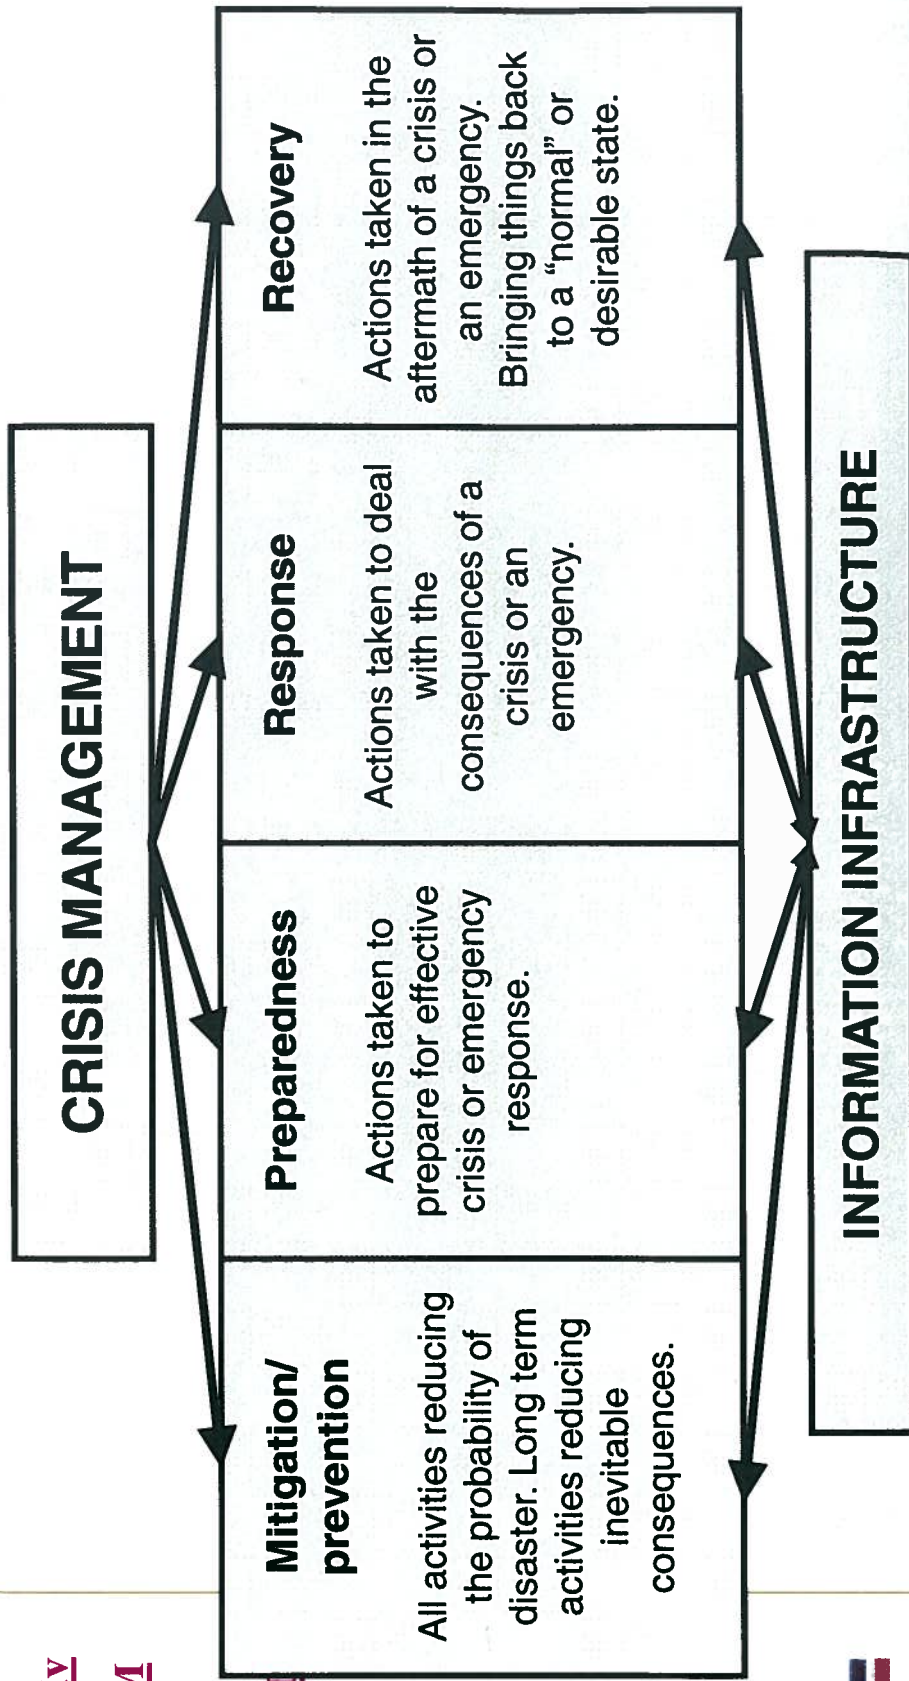 CRISIS MANAGEMENT
Mitigation/
prevention
All activities reducing
the probability of
disaster. Long term
activities reducing
inevitable
consequences.
Preparedness
Actions taken to
prepare for effective
crisis or emergency
response.
Response
Actions taken to deal
with the
consequences of a
crisis or an
emergency.
Recovery
Actions taken in the
aftermath of a crisis or
an emergency.
Bringing things back
to a “normal” or
desirable state.
INFORMATION INFRASTRUCTURE